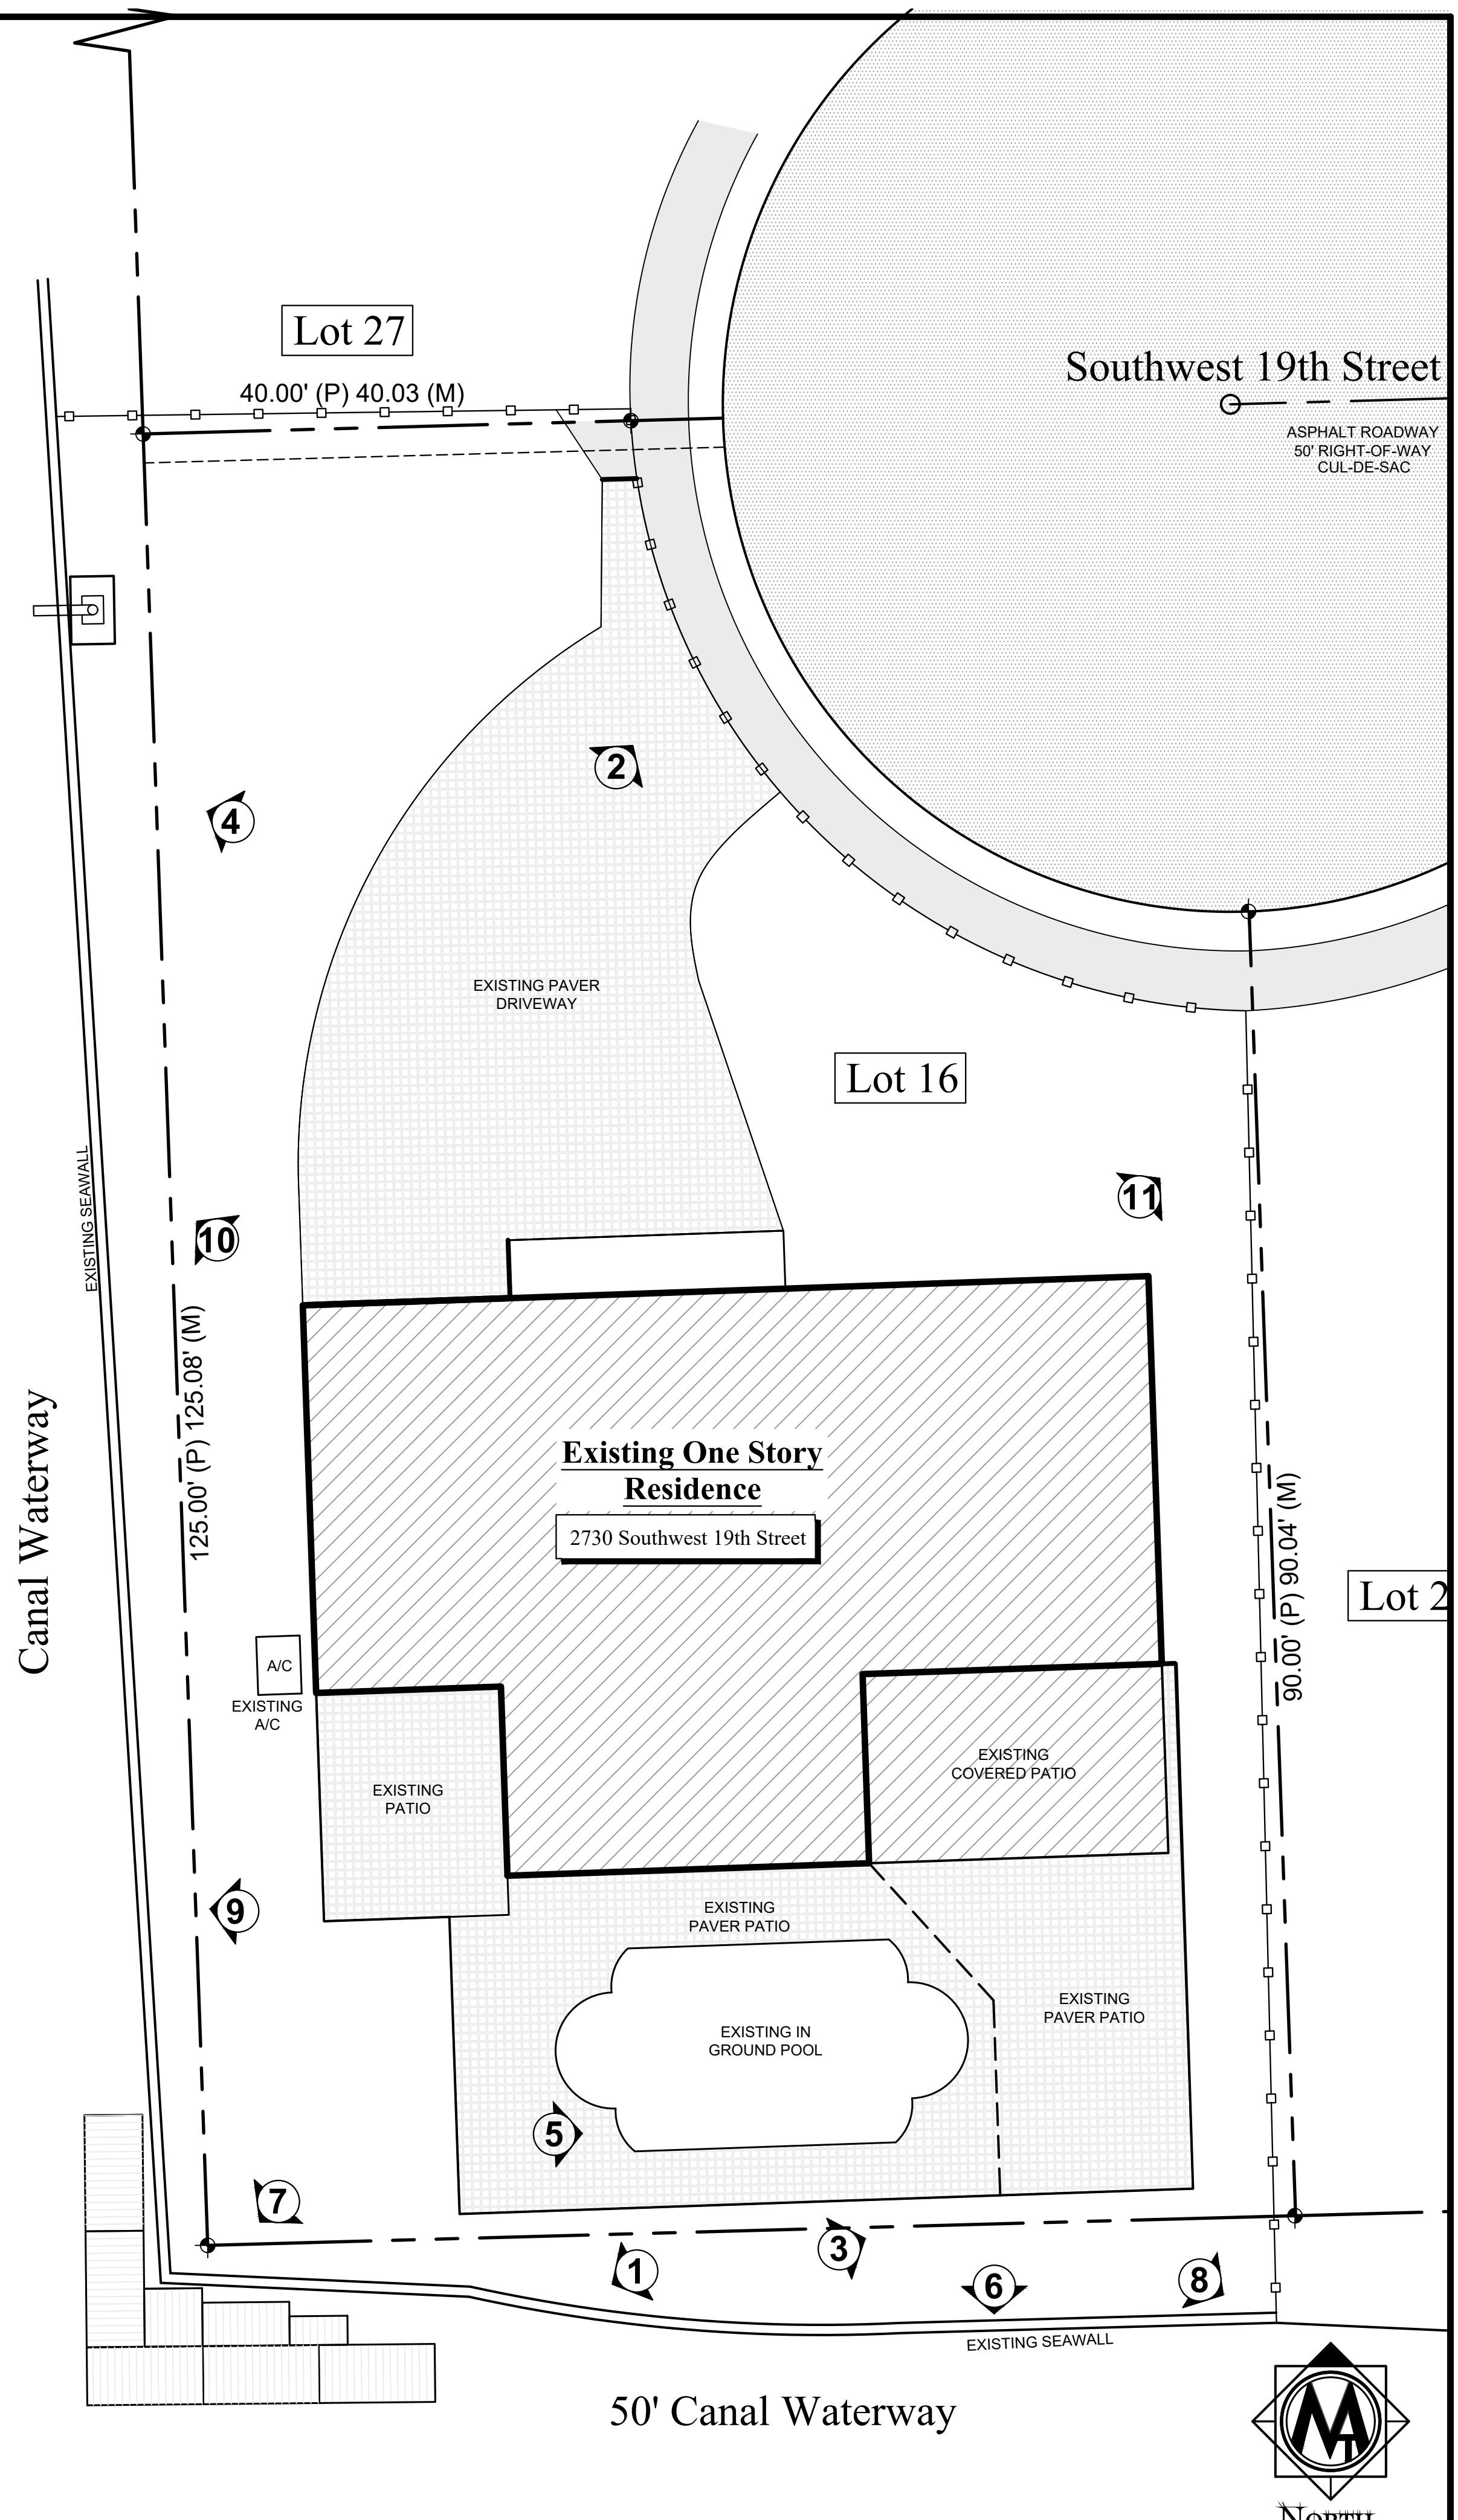 Lot 27
40.00' (P) 40.03 (M)
Southwest 19th Street
ASPHALT ROADWAY
50' RIGHT-OF-WAY
CUL-DE-SAC
2
4
EXISTING PAVER
DRIVEWAY
Lot 16
EXISTING SEAWALL
11
10
125.00' (P) 125.08' (M)
Canal Waterway
Existing One Story
Residence
2730 Southwest 19th Street
90.00' (P) 90.04' (M)
Lot 2
A/C
EXISTING
A/C
EXISTING
PATIO
EXISTING
COVERED PATIO
9
EXISTING
PAVER PATIO
EXISTING
PAVER PATIO
EXISTING IN
GROUND POOL
5
7
3
1
6
8
EXISTING SEAWALL
50' Canal Waterway
MT
NORTH